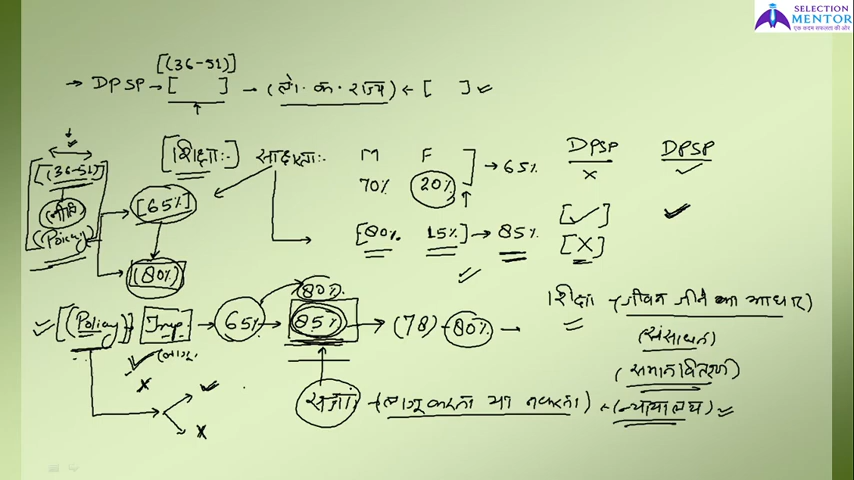 SELECTION
MENTOR
एक कदम सफलता की ओर
[(36-51)]
→ DPSP → [ ] → (लो. क. राज्य) ← [ ]
[शिक्षा:-] साक्षरता:- M F → 65% DPSP DPSP
70% 20% x ✓
[(36-51)]
(नीति)
(Policy)
[65%]
[80% 15%] → 85% [✓] ✓
[X]
(80%)
(80%)
[(Policy)] Imp → 65% → 85% → (78) - 80% -
(लागू)
x
✓
x
शिक्षा - (जीवन जीने का आधार)
(संसाधन)
(समान वितरण)
(लागू करना या न करना) - (न्यायालय)